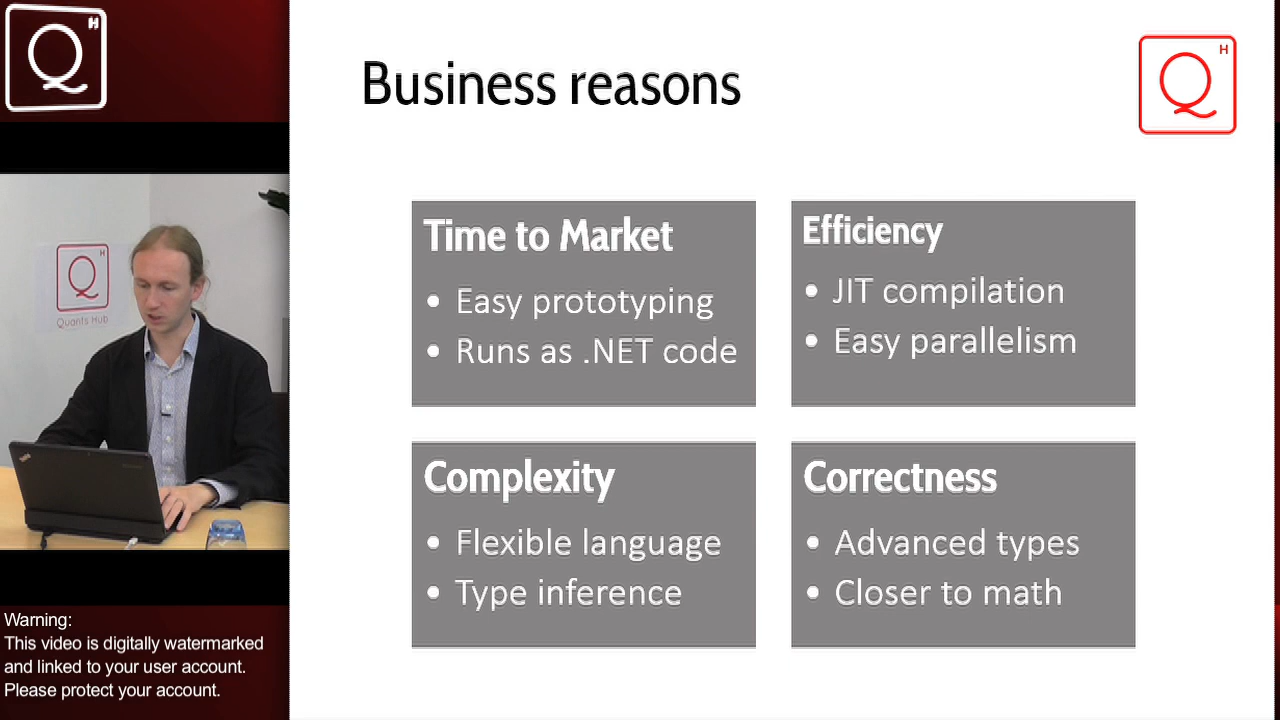 Q H
Q H
Quants Hub
Warning:
This video is digitally watermarked
and linked to your user account.
Please protect your account.
Business reasons
Q H
Time to Market
• Easy prototyping
• Runs as .NET code
Efficiency
• JIT compilation
• Easy parallelism
Complexity
• Flexible language
• Type inference
Correctness
• Advanced types
• Closer to math